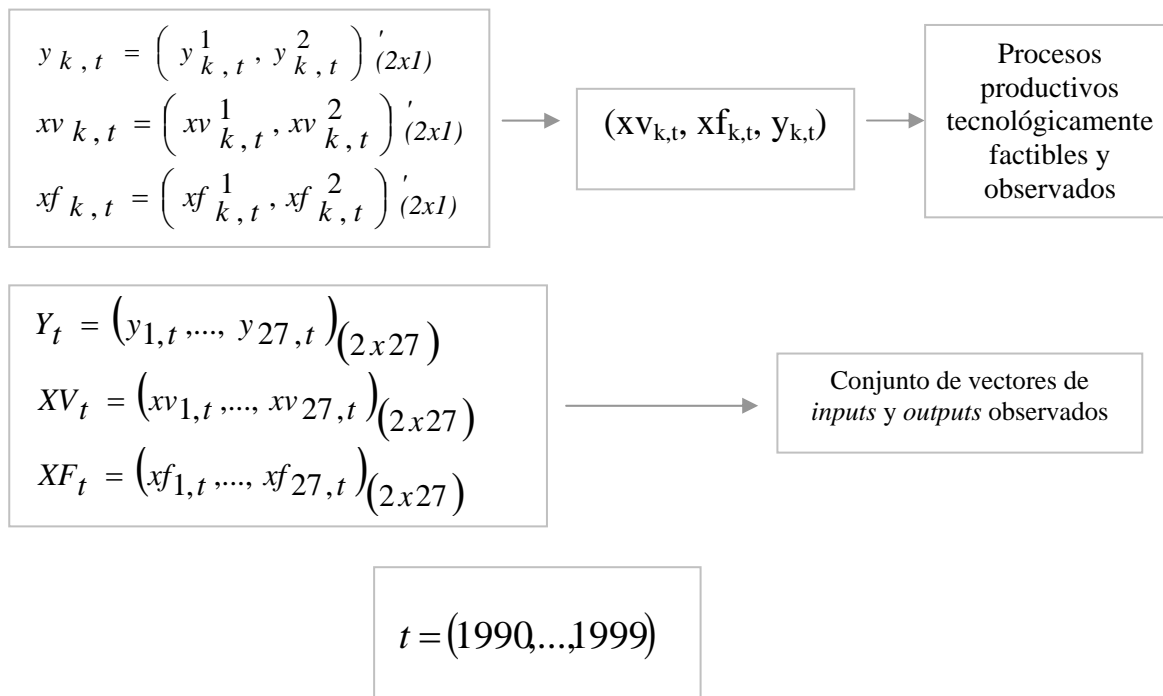 y k,t = ( y 1 k,t , y 2 k,t ) ′ (2x1)
xv k,t = ( xv 1 k,t , xv 2 k,t ) ′ (2x1)
xf k,t = ( xf 1 k,t , xf 2 k,t ) ′ (2x1)
(xvk,t, xfk,t, yk,t)
Procesos
productivos
tecnológicamente
factibles y
observados
Yt = (y1,t ,..., y27,t )(2x27)
XVt = (xv1,t ,..., xv27,t )(2x27)
XFt = (xf1,t ,..., xf27,t )(2x27)
Conjunto de vectores de
inputs y outputs observados
t = (1990,...,1999)